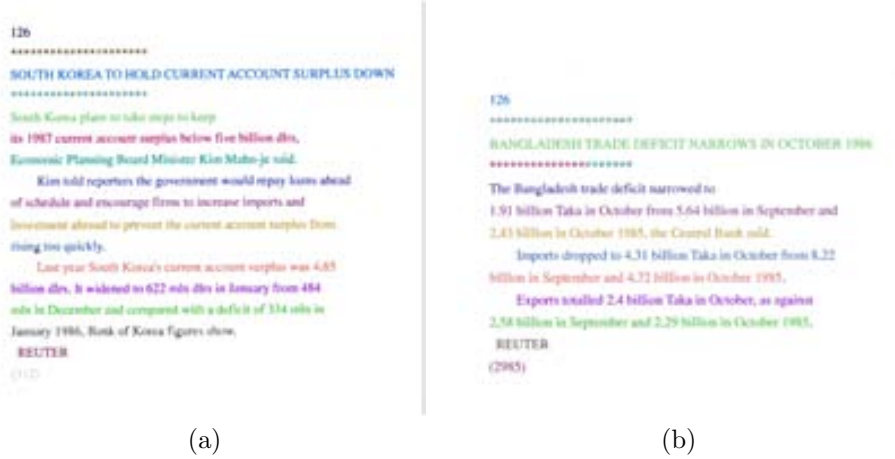 126
*********************
SOUTH KOREA TO HOLD CURRENT ACCOUNT SURPLUS DOWN
*********************
South Korea plans to take steps to keep
its 1987 current account surplus below five billion dlrs,
Economic Planning Board Minister Kim Mahn-je said.
Kim told reporters the government would repay loans ahead
of schedule and encourage firms to increase imports and
investment abroad to prevent the current account surplus from
rising too quickly.
Last year South Korea's current account surplus was 4.65
billion dlrs. It widened to 622 mln dlrs in January from 484
mln in December and compared with a deficit of 334 mln in
January 1986, Bank of Korea figures show.
REUTER
(a)
126
**********************
BANGLADESH TRADE DEFICIT NARROWS IN OCTOBER 1986
**********************
The Bangladesh trade deficit narrowed to
1.91 billion Taka in October from 5.64 billion in September and
2.43 billion in October 1985, the Central Bank said.
Imports dropped to 4.31 billion Taka in October from 8.22
billion in September and 4.72 billion in October 1985.
Exports totalled 2.4 billion Taka in October, as against
2.58 billion in September and 2.29 billion in October 1985.
REUTER
(2985)
(b)